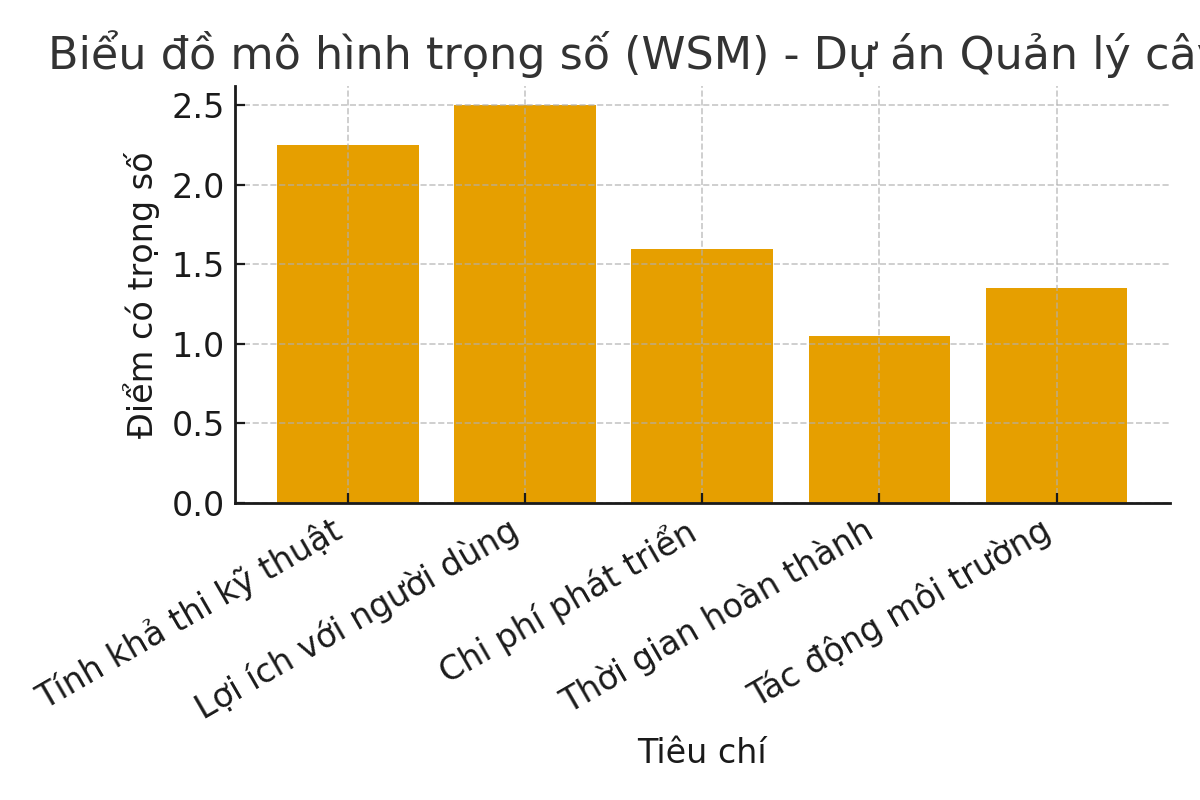 Biểu đồ mô hình trọng số (WSM) - Dự án Quản lý
Điểm có trọng số
2.5
2.0
1.5
1.0
0.5
0.0
Tính khả thi kỹ thuật
Lợi ích với người dùng
Chi phí phát triển
Thời gian hoàn thành
Tác động môi trường
Tiêu chí